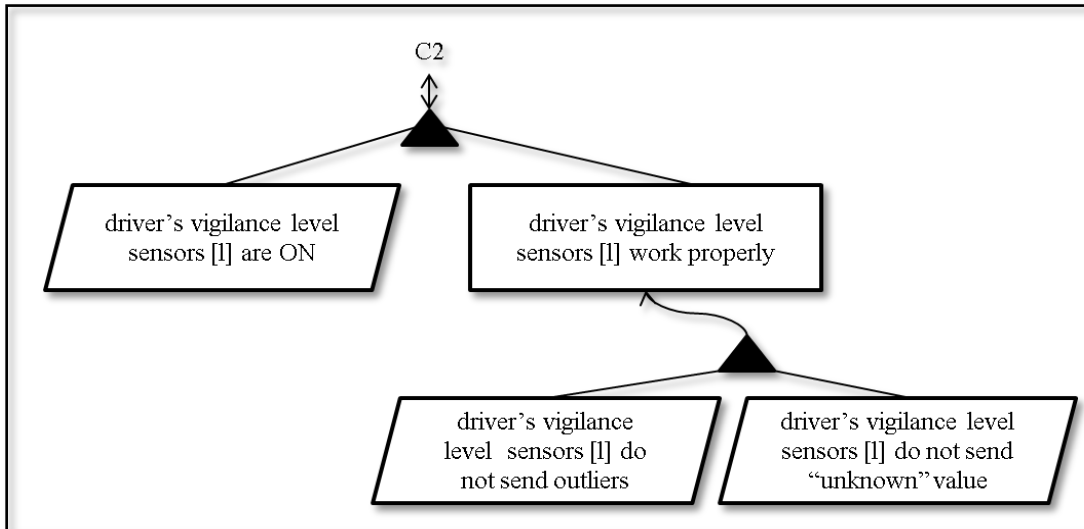 C2
driver’s vigilance level
sensors [l] are ON
driver’s vigilance level
sensors [l] work properly
driver’s vigilance
level sensors [l] do
not send outliers
driver’s vigilance level
sensors [l] do not send
“unknown” value